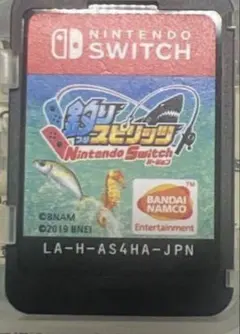 NINTENDO
SWITCH
釣りスピリッツ
Nintendo Switch
バージョン
BANDAI
NAMCO
Entertainment
TM
©BNAM
©2019 BNEI
LA-H-AS4HA-JPN